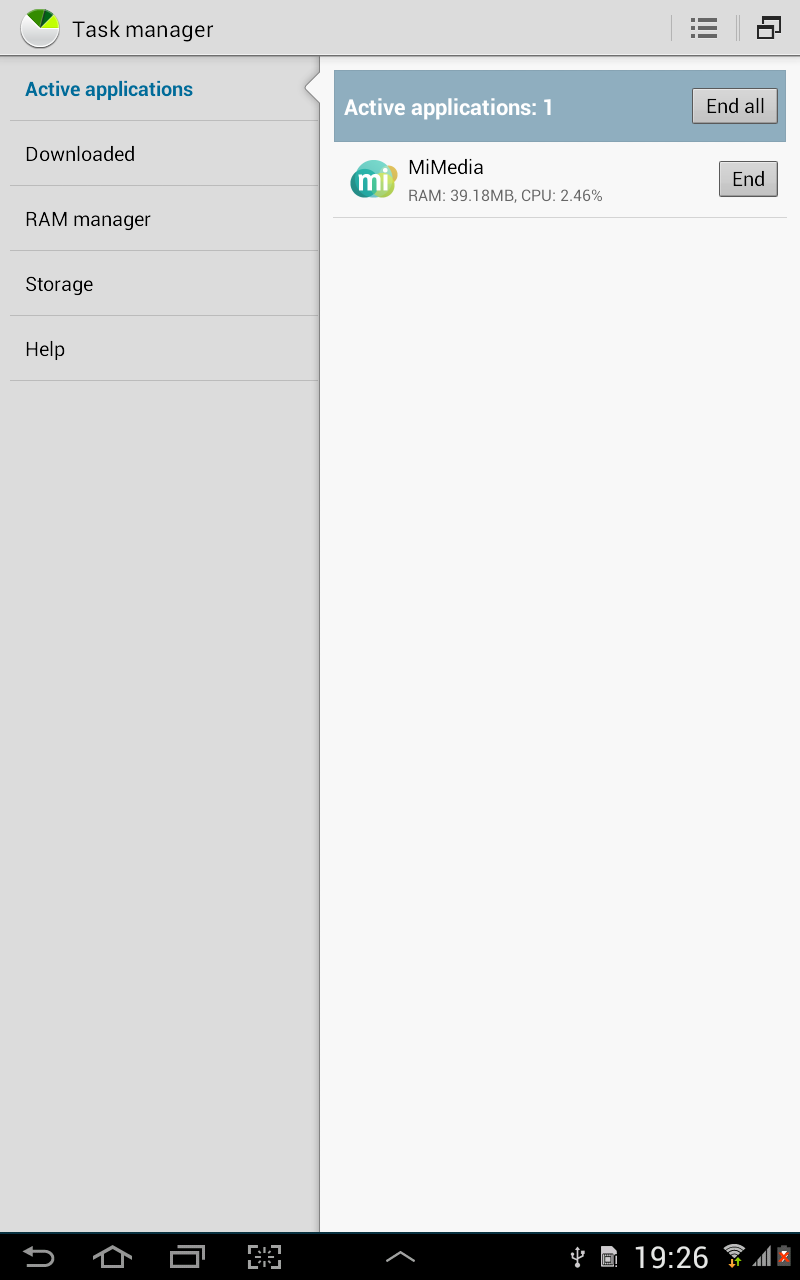 Task manager
Active applications
Downloaded
RAM manager
Storage
Help
Active applications: 1
End all
mi
MiMedia
RAM: 39.18MB, CPU: 2.46%
End
19:26